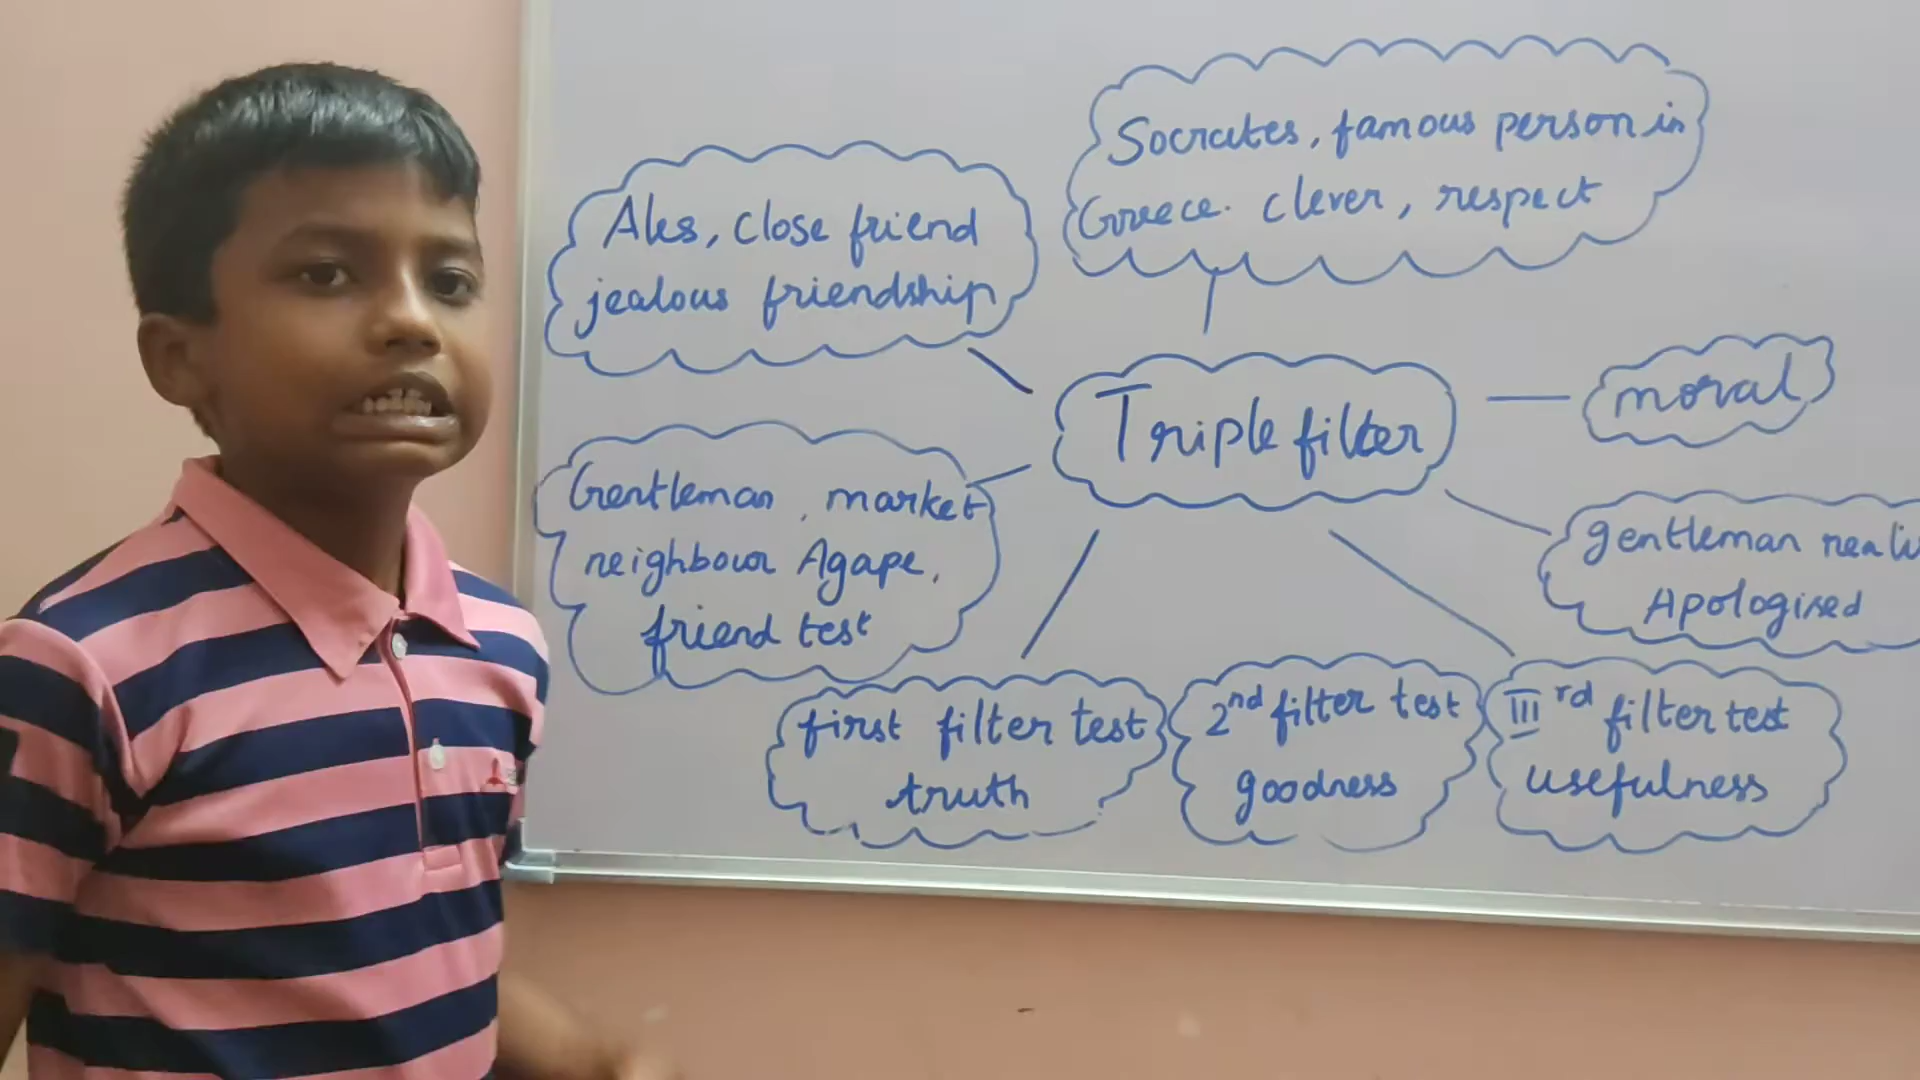 Socrates, famous person in
Greece. clever, respect
Ales, close friend
jealous friendship
Triple filter
moral
Gentleman, market
neighbour Agape,
friend test
gentleman
Apologised
first filter test
truth
2nd filter test
goodness
IIIrd filter test
usefulness